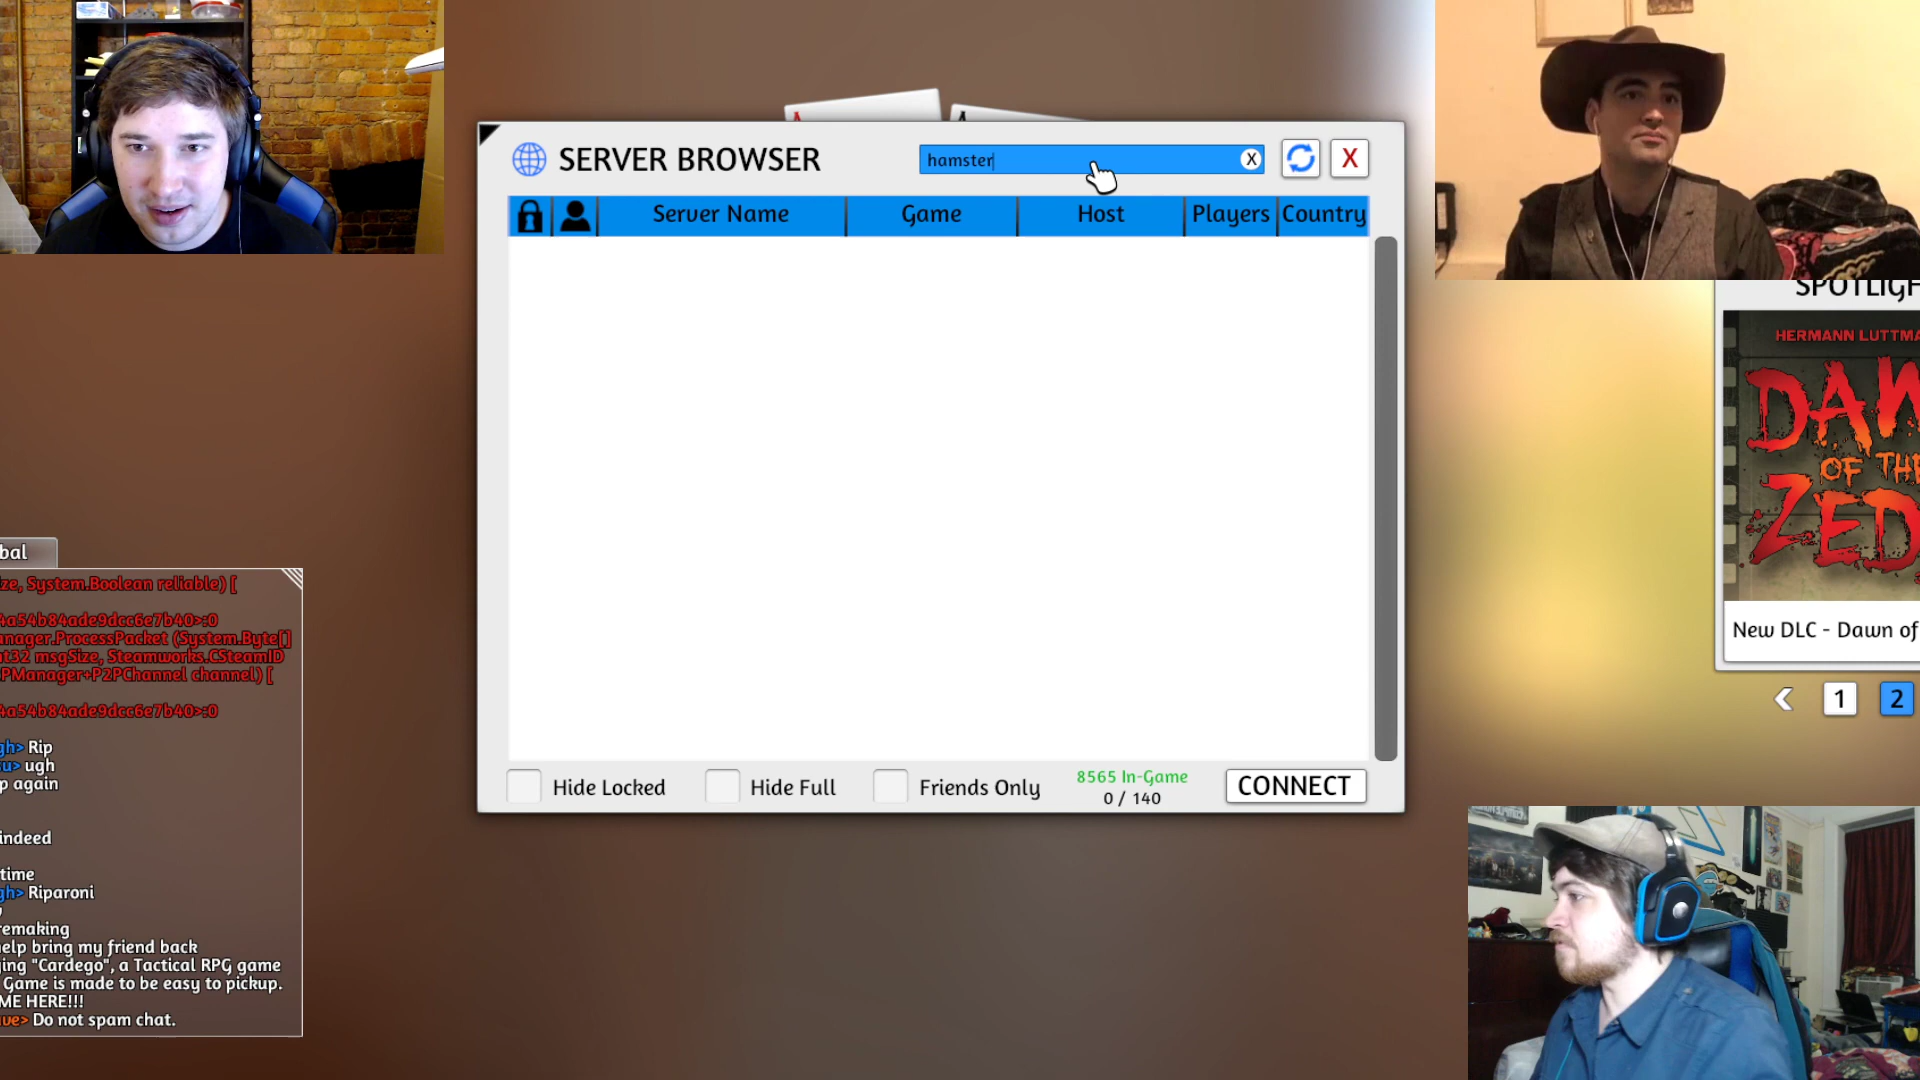 SERVER BROWSER
hamster
X
X
Server Name
Game
Host
Players
Country
Hide Locked
Hide Full
Friends Only
8565 In-Game
0 / 140
CONNECT
SPOTLIGH
HERMANN LUTTMA
DAW
OF THE
ZED
New DLC - Dawn of
1
2
bal
ze, System.Boolean reliable) [
4a54b84ade9dcc6e7b40>:0
anager.ProcessPacket (System.Byte[]
nt32 msgSize, Steamworks.CSteamID
PManager+P2PChannel channel) [
4a54b84ade9dcc6e7b40>:0
gh> Rip
su> ugh
p again
indeed
time
gh> Riparoni
remaking
help bring my friend back
ing "Cardego", a Tactical RPG game
Game is made to be easy to pickup.
ME HERE!!!
ve> Do not spam chat.